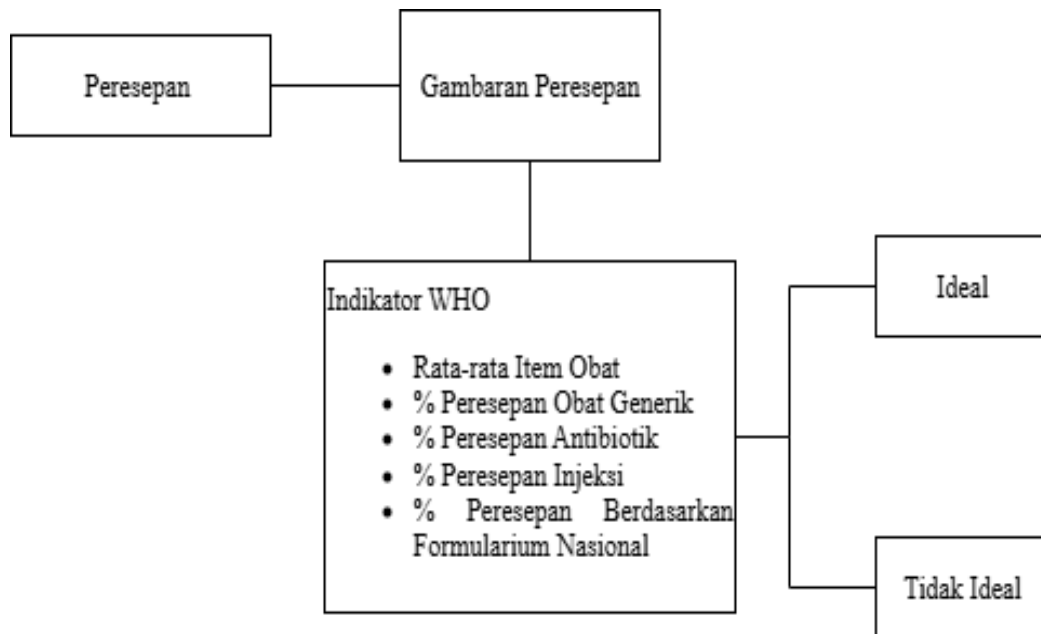 Peresepan
Gambaran Peresepan
Indikator WHO
• Rata-rata Item Obat
• % Peresepan Obat Generik
• % Peresepan Antibiotik
• % Peresepan Injeksi
• % Peresepan Berdasarkan
Formularium Nasional
Ideal
Tidak Ideal